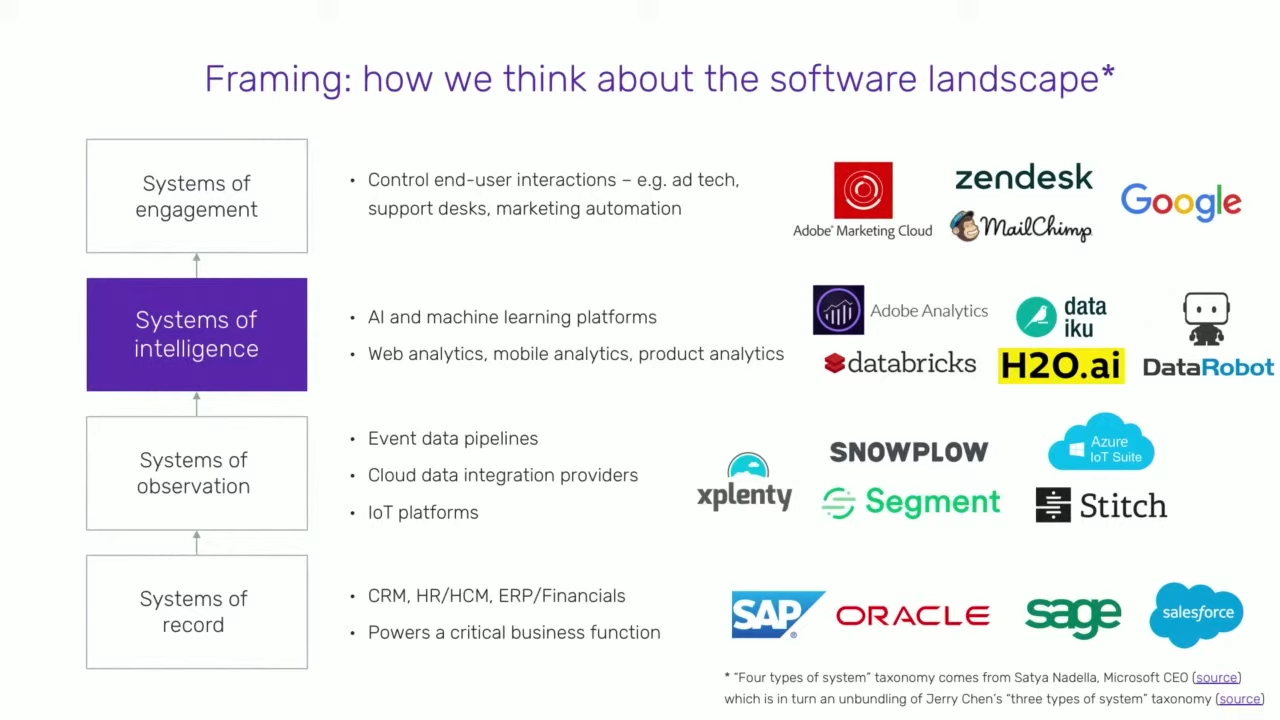 Framing: how we think about the software landscape*
Systems of
engagement
• Control end-user interactions – e.g. ad tech,
support desks, marketing automation
Adobe® Marketing Cloud
zendesk
MailChimp
Google
Systems of
intelligence
• AI and machine learning platforms
• Web analytics, mobile analytics, product analytics
Adobe Analytics
data
iku
databricks
H2O.ai
DataRobot
Systems of
observation
• Event data pipelines
• Cloud data integration providers
• IoT platforms
xplenty
SNOWPLOW
Segment
Azure
IoT Suite
Stitch
Systems of
record
• CRM, HR/HCM, ERP/Financials
• Powers a critical business function
SAP®
ORACLE
sage
salesforce
* “Four types of system” taxonomy comes from Satya Nadella, Microsoft CEO (source)
which is in turn an unbundling of Jerry Chen’s “three types of system” taxonomy (source)